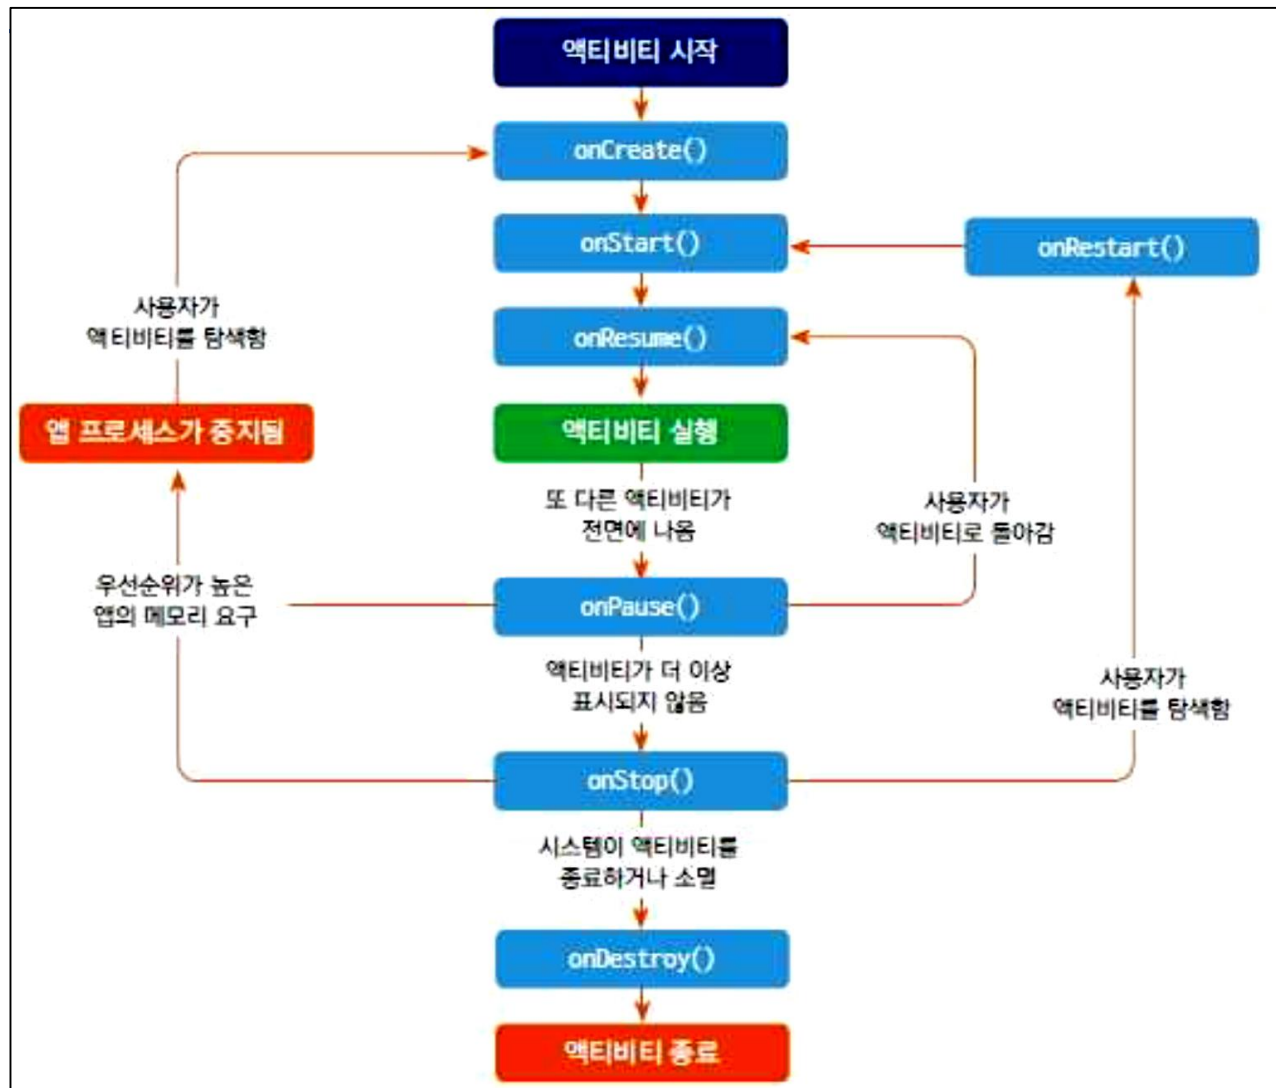 액티비티 시작
onCreate()
onStart()
onRestart()
사용자가
액티비티를 탐색함
onResume()
앱 프로세스가 중지됨
액티비티 실행
또 다른 액티비티가
전면에 나옴
사용자가
액티비티로 돌아감
우선순위가 높은
앱의 메모리 요구
onPause()
액티비티가 더 이상
표시되지 않음
사용자가
액티비티를 탐색함
onStop()
시스템이 액티비티를
종료하거나 소멸
onDestroy()
액티비티 종료